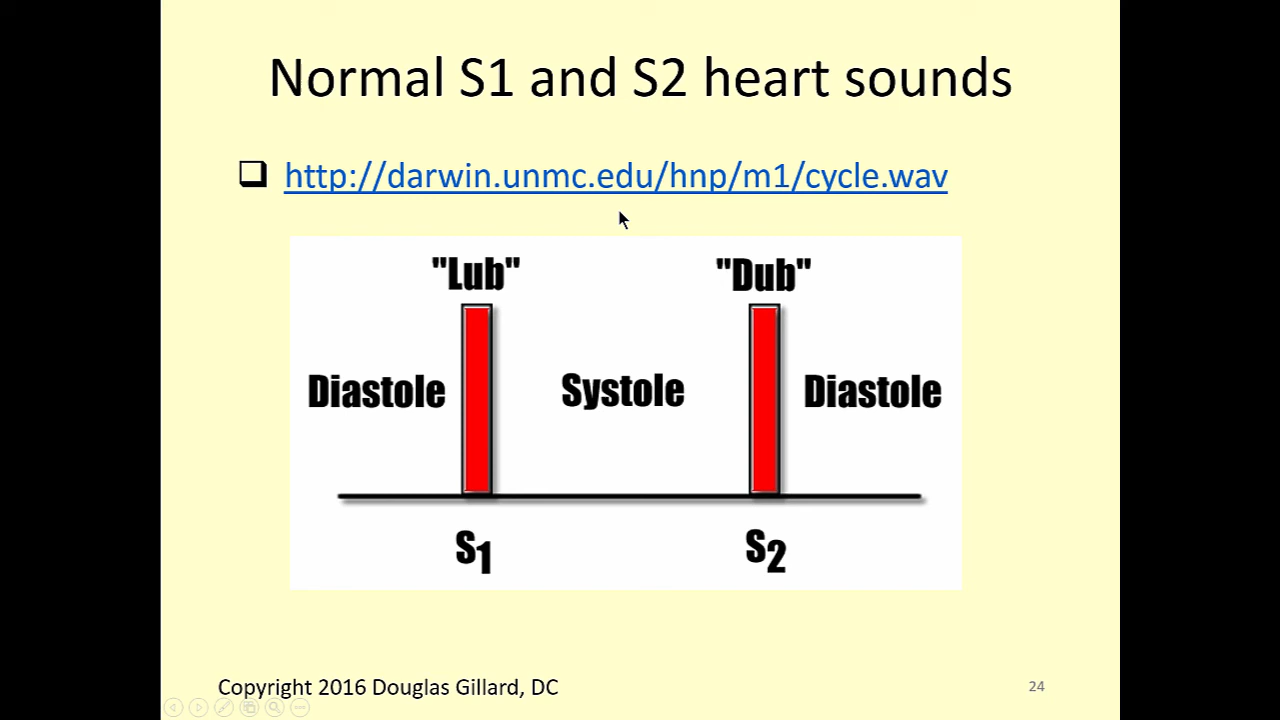 Normal S1 and S2 heart sounds
http://darwin.unmc.edu/hnp/m1/cycle.wav
"Lub" "Dub"
Diastole Systole Diastole
S1 S2
Copyright 2016 Douglas Gillard, DC 24